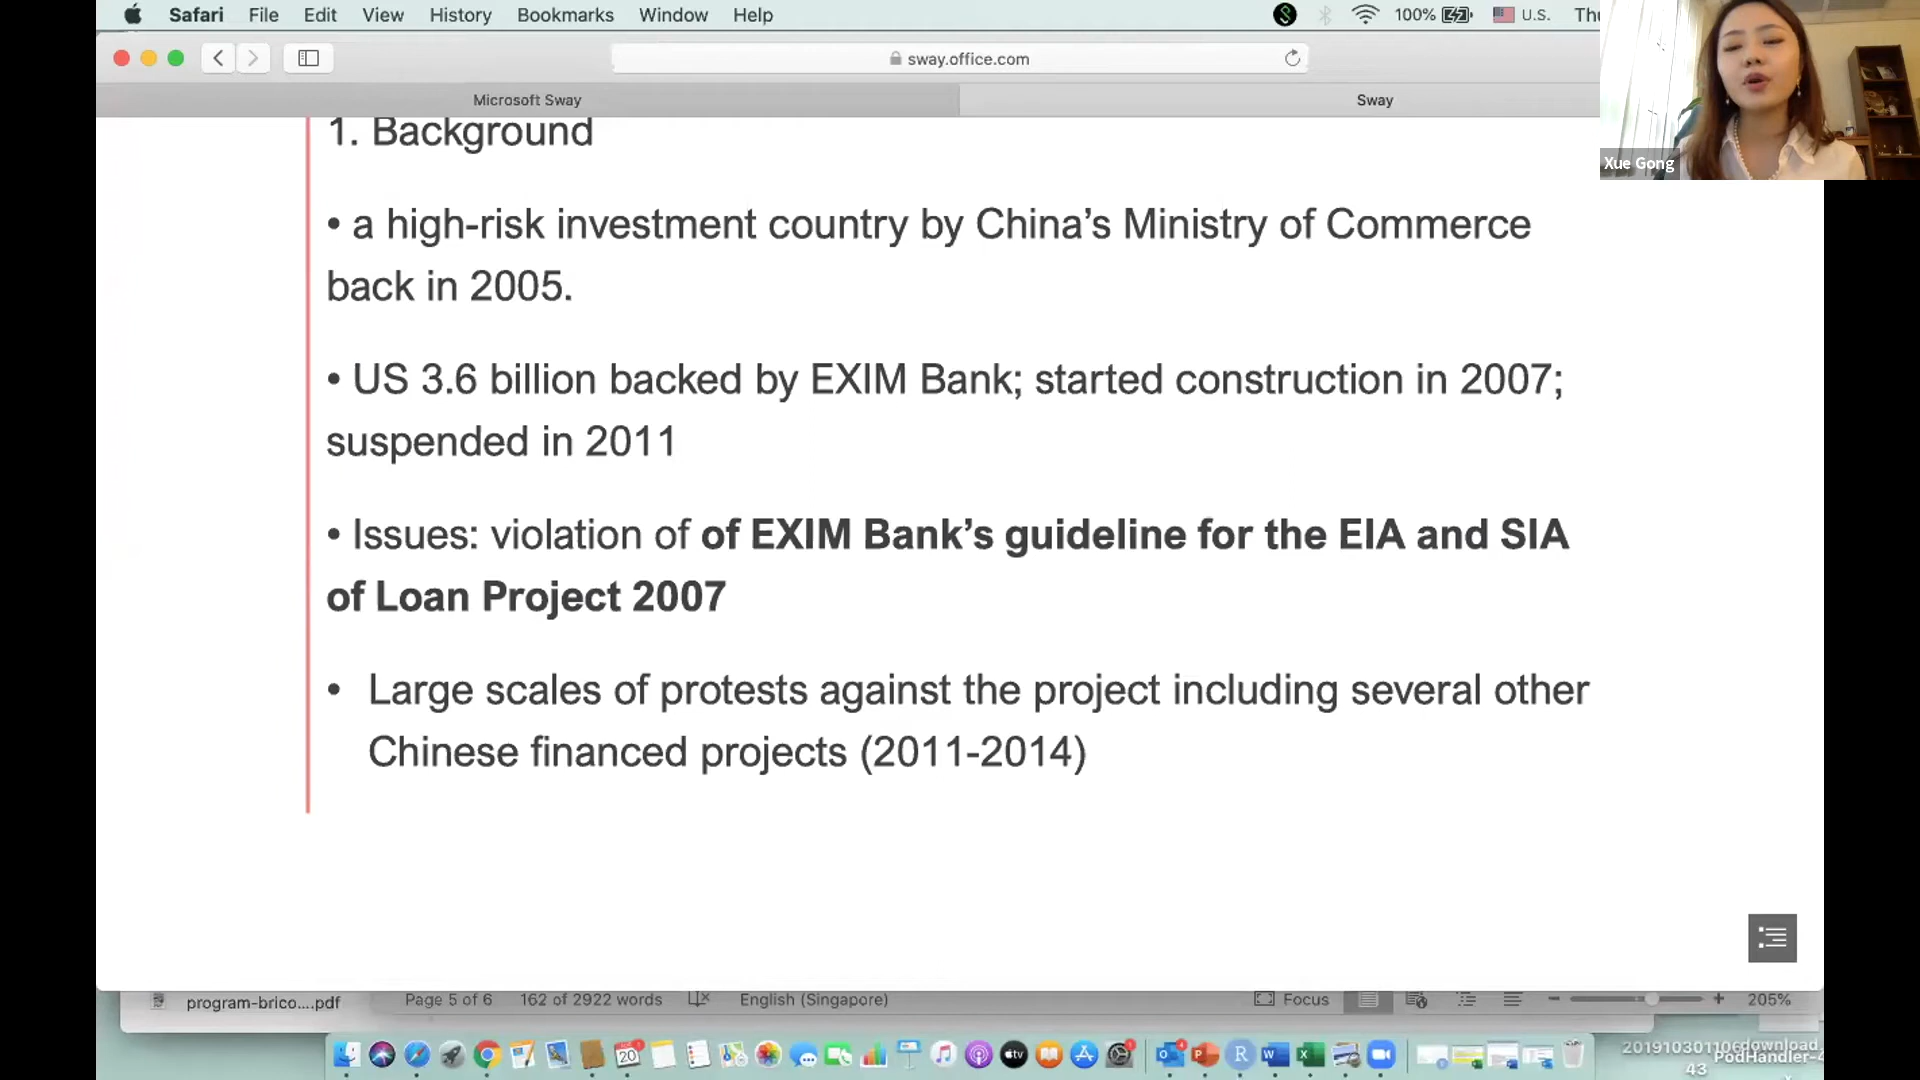 Safari File Edit View History Bookmarks Window Help 100% U.S. Thu
sway.office.com
Microsoft Sway Sway
Xue Gong
1. Background
• a high-risk investment country by China’s Ministry of Commerce
back in 2005.
• US 3.6 billion backed by EXIM Bank; started construction in 2007;
suspended in 2011
• Issues: violation of of EXIM Bank’s guideline for the EIA and SIA
of Loan Project 2007
• Large scales of protests against the project including several other
Chinese financed projects (2011-2014)
program-brico....pdf Page 5 of 6 162 of 2922 words English (Singapore) Focus 205%
20
tv
R
W
43